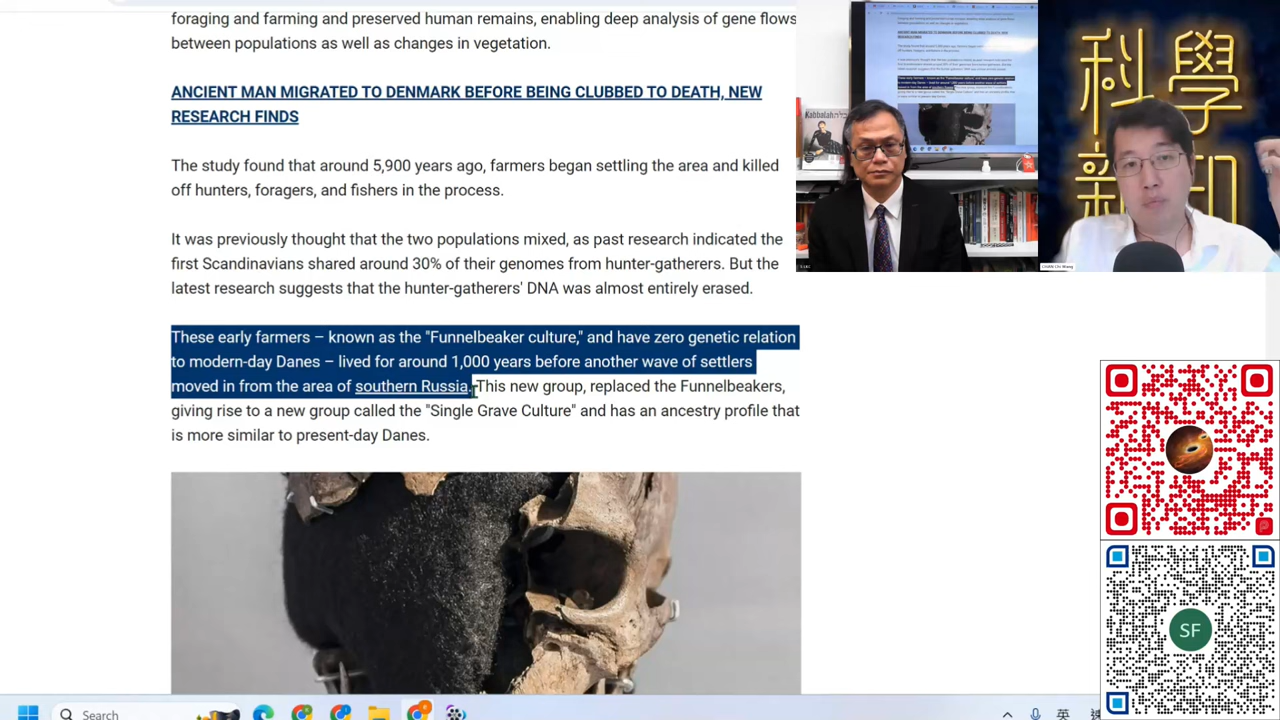 foraging and farming and preserved human remains, enabling deep analysis of gene flows
between populations as well as changes in vegetation.
The study found that around 5,900 years ago, farmers began settling the area and killed
off hunters, foragers, and fishers in the process.
It was previously thought that the two populations mixed, as past research indicated the
first Scandinavians shared around 30% of their genomes from hunter-gatherers. But the
latest research suggests that the hunter-gatherers' DNA was almost entirely erased.
ANCIENT MAN MIGRATED TO DENMARK BEFORE BEING CLUBBED TO DEATH, NEW
RESEARCH FINDS
These early farmers – known as the "Funnelbeaker culture," and have zero genetic relation
to modern-day Danes – lived for around 1,000 years before another wave of settlers
moved in from the area of southern Russia. This new group, replaced the Funnelbeakers,
giving rise to a new group called the "Single Grave Culture" and has an ancestry profile that
is more similar to present-day Danes.
Kabbalah
科學
新知
CHAN Chi Wang
SF
Search
英